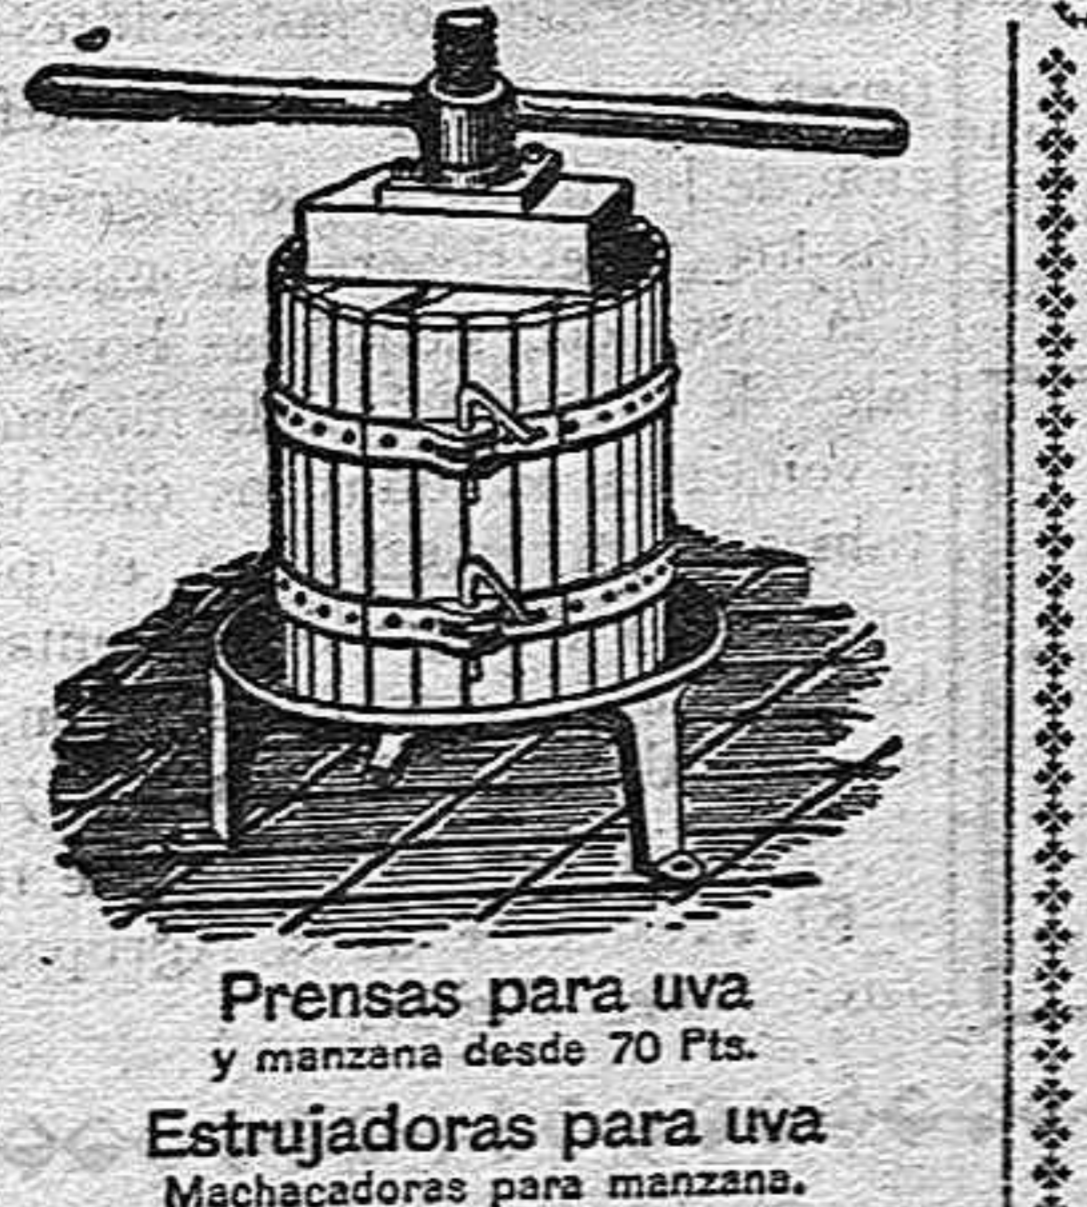 Prensas para uva
y manzana desde 70 Pts.
Estrujadoras para uva
Machacadoras para manzana.